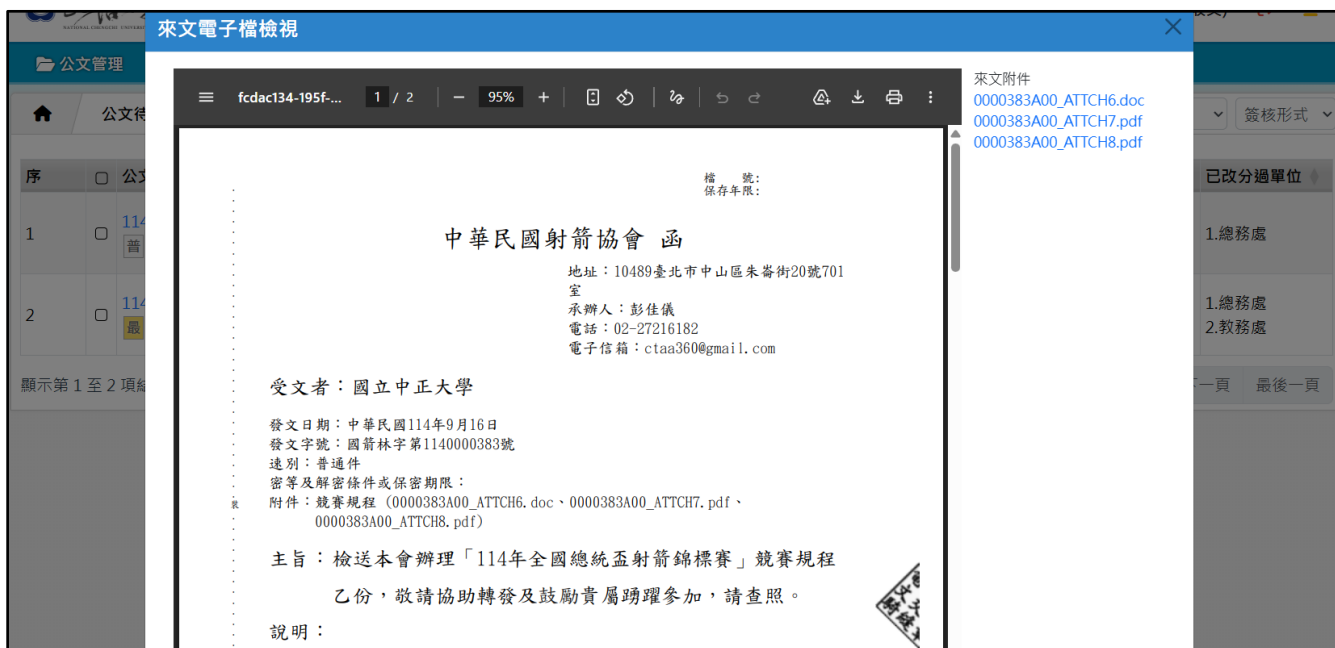 來文電子檔檢視
公文管理
公文待
簽核形式
fcdac134-195f-...
1 / 2
95%
來文附件
0000383A00_ATTCH6.doc
0000383A00_ATTCH7.pdf
0000383A00_ATTCH8.pdf
序
已改分過單位
1
114
普
1.總務處
2
114
最
1.總務處
2.教務處
顯示第 1 至 2 項
一頁
最後一頁
檔 號:
保存年限:
中華民國射箭協會 函
地址：10489臺北市中山區朱崙街20號701
室
承辦人：彭佳儀
電話：02-27216182
電子信箱：ctaa360@gmail.com
受文者：國立中正大學
發文日期：中華民國114年9月16日
發文字號：國箭林字第1140000383號
速別：普通件
密等及解密條件或保密期限：
附件：競賽規程 (0000383A00_ATTCH6.doc、0000383A00_ATTCH7.pdf、
0000383A00_ATTCH8.pdf)
主旨：檢送本會辦理「114年全國總統盃射箭錦標賽」競賽規程
乙份，敬請協助轉發及鼓勵貴屬踴躍參加，請查照。
說明：